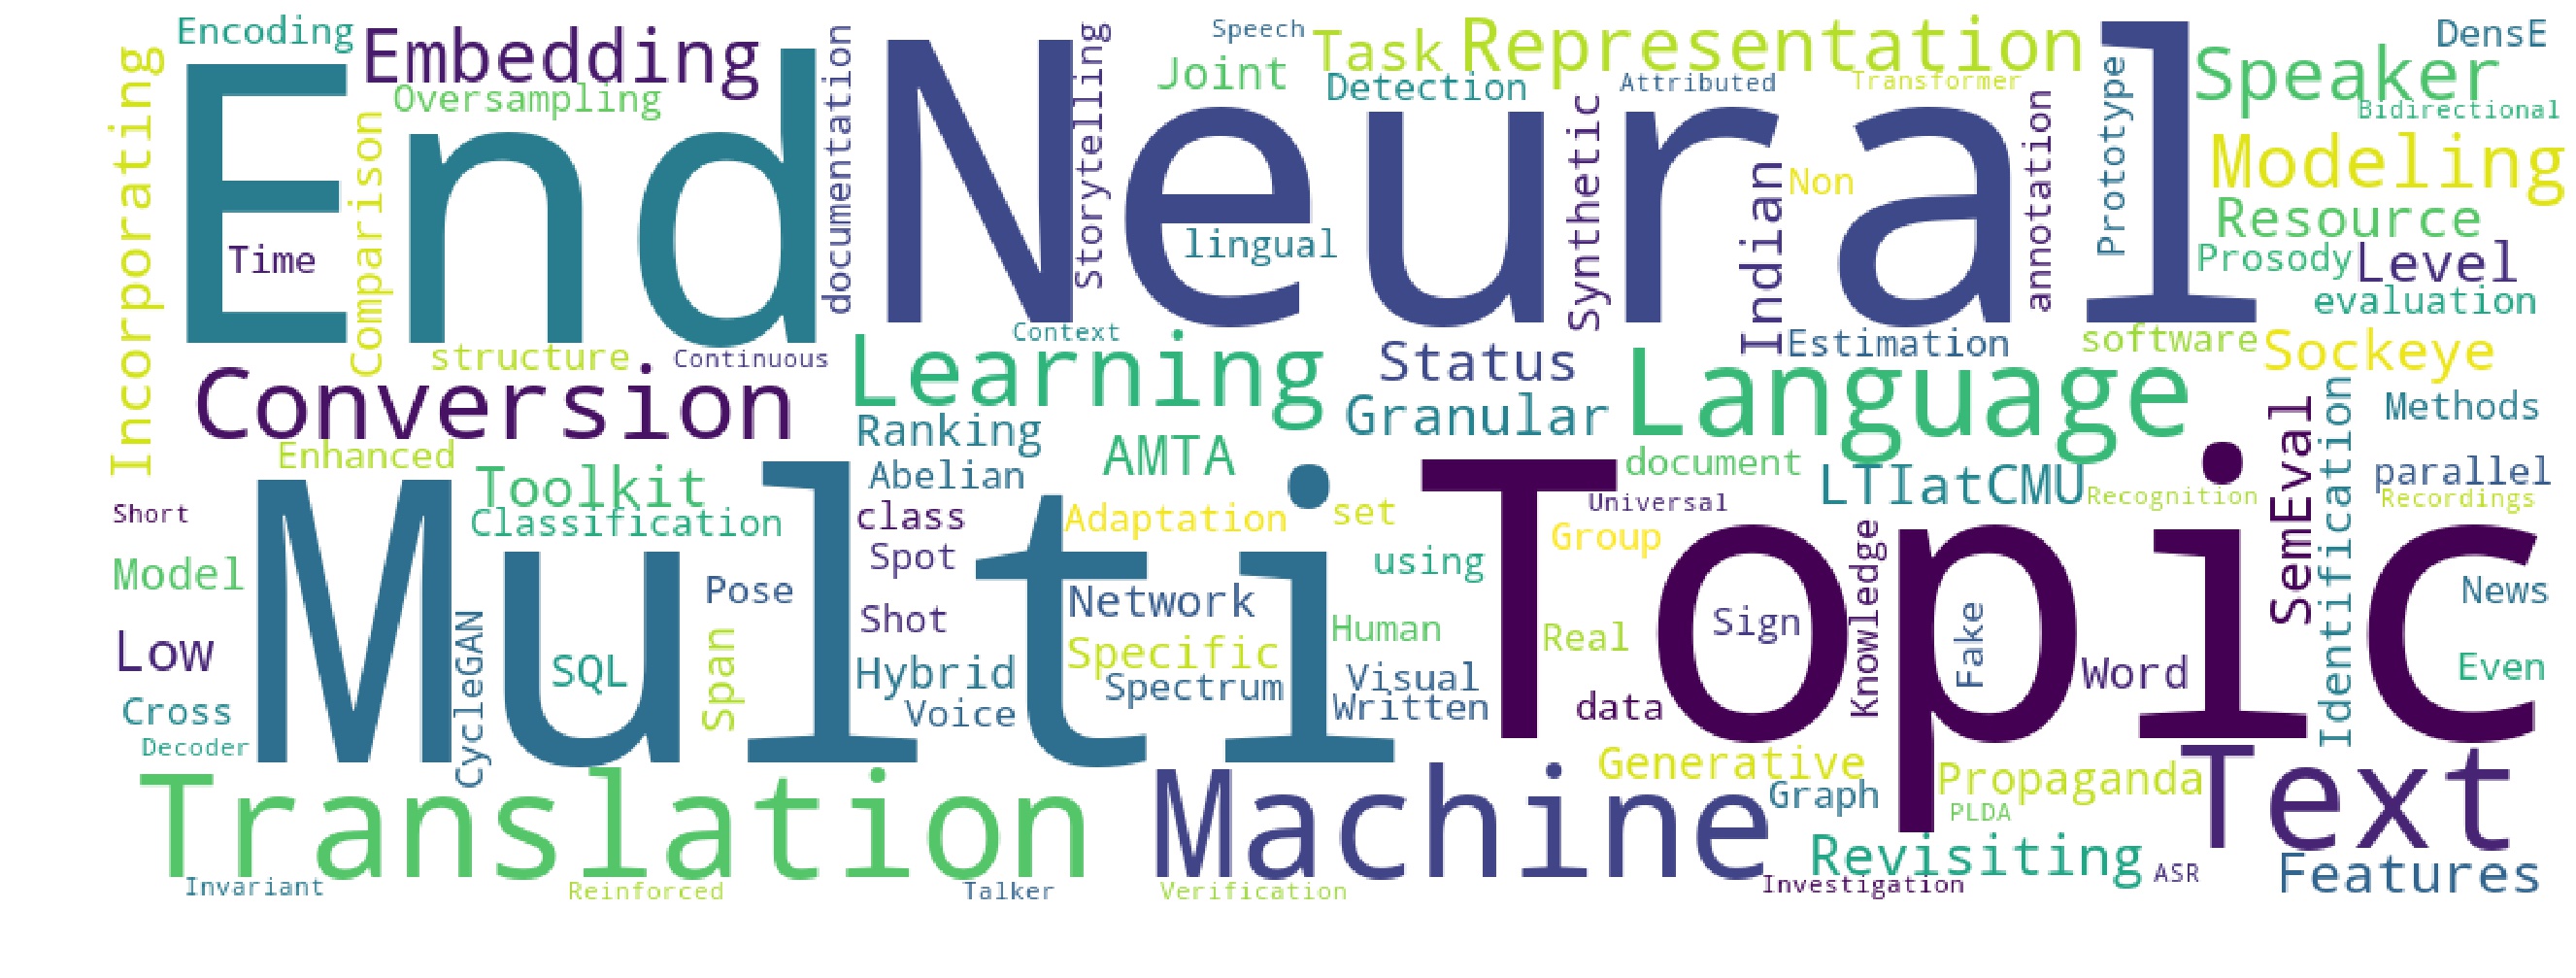 Encoding
Embedding
Oversampling
Incorporating
Comparison
End
Time
documentation
Neural
Storytelling
Speech
Joint
Task
Detection
Representation
Attributed
Transformer
lingual
Synthetic
Indian
Non
annotation
Prototype
DensE
Speaker
Bidirectional
Modeling
Resource
Prosody
Level
evaluation
structure
Continuous
Context
Conversion
Learning
Status
Granular
Estimation
Language
software
Sockeye
Methods
Enhanced
Ranking
AMTA
Abelian
document
LTIatCMU
Recognition
SemEval
Identification
parallel
Recordings
Short
Toolkit
Classification
class
Adaptation
set
Universal
Multi
Topic
Group
Model
Spot
using
Pose
Network
Shot
Human
Real
Sign
Knowledge
Fake
News
Low
CycleGAN
SQL
Span
Hybrid
Specific
Spectrum
Visual
Written
Word
Even
Cross
Voice
data
Decoder
Translation
Machine
Generative
Graph
Propaganda
PLDA
Text
Revisiting
ASR
Features
Invariant
Reinforced
Talker
Verification
Investigation